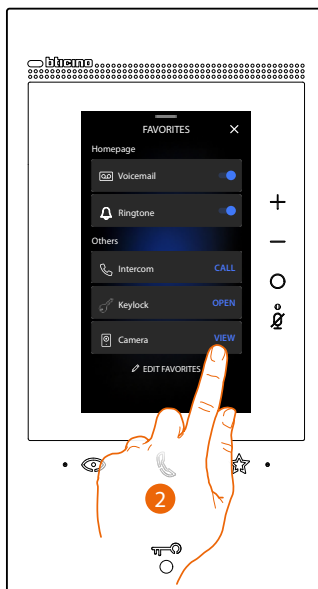 bticino
FAVORITES
Homepage
Voicemail
Ringtone
Others
Intercom CALL
Keylock OPEN
Camera VIEW
EDIT FAVORITES
2